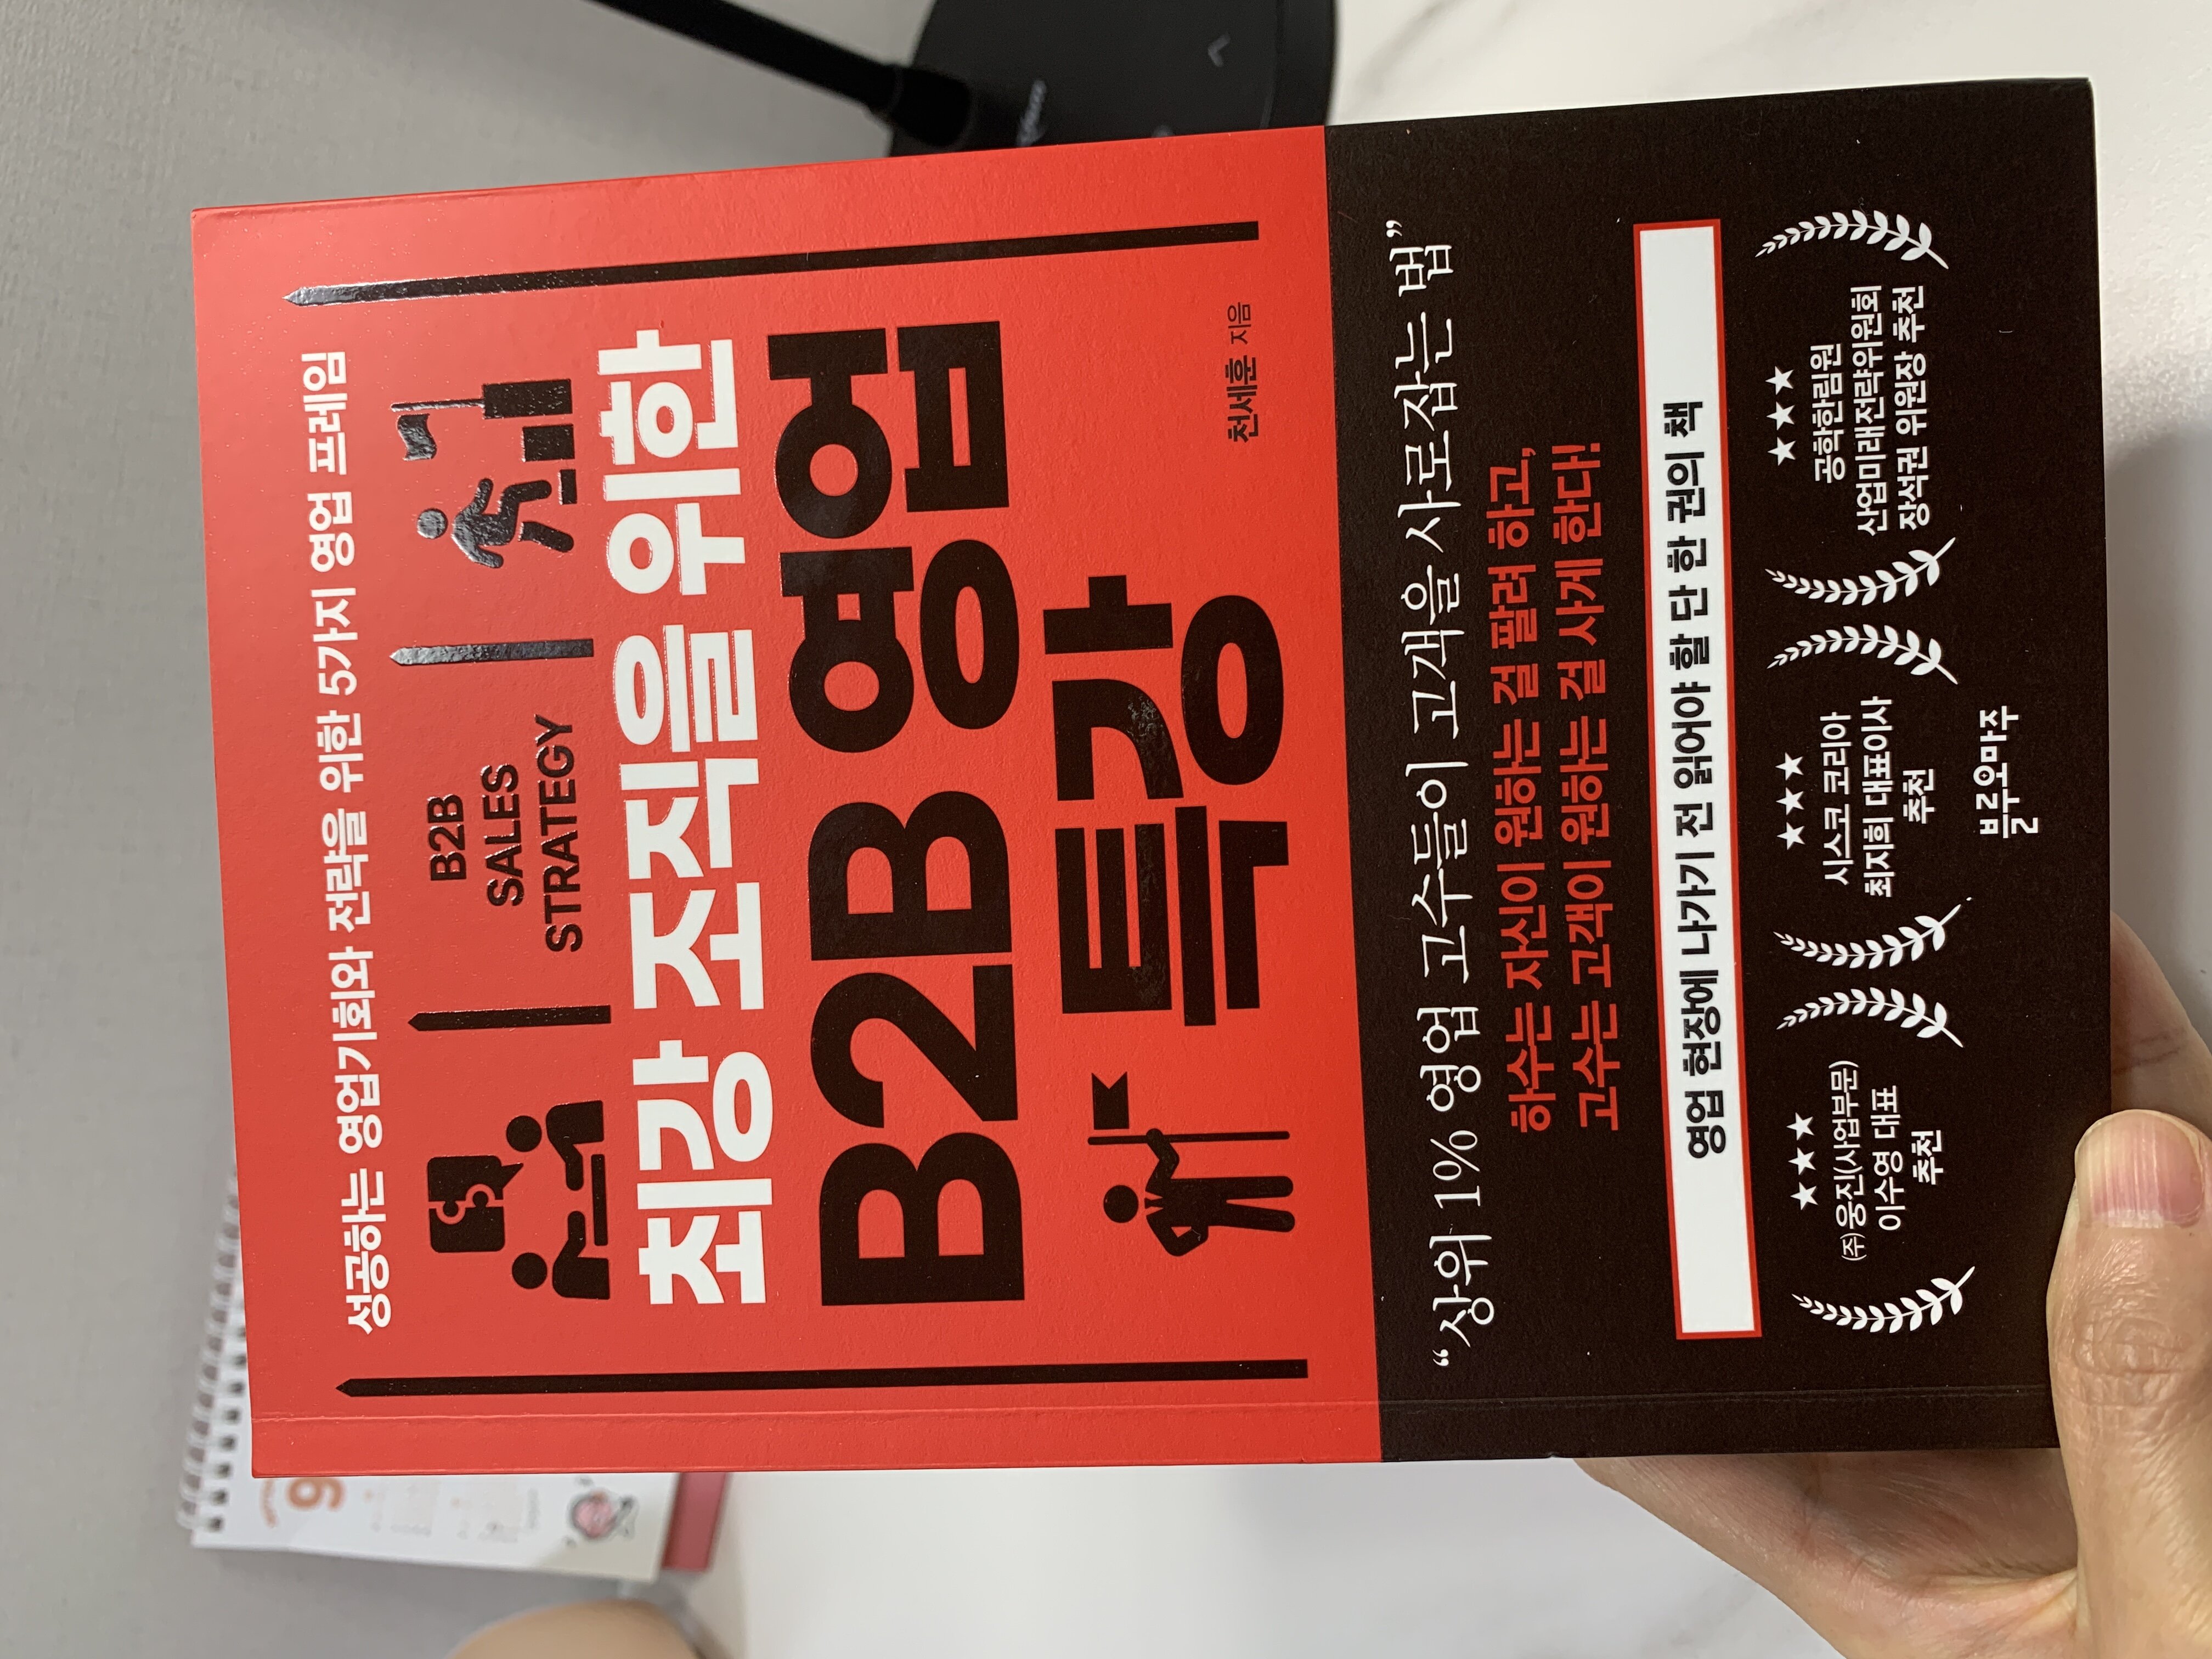 성공하는 영업기회와 전략을 위한 5가지 영업 프레임
B2B
SALES
STRATEGY
최강 조직을 위한
B2B 영업
특강
천세훈 지음
“상위 1% 영업 고수들이 고객을 사로잡는 법”
하수는 자신이 원하는 걸 팔려 하고,
고수는 고객이 원하는 걸 사게 한다!
영업 현장에 나가기 전 읽어야 할 단 한 권의 책
★★★
㈜웅진(사업부문)
이수영 대표
추천
★★★
시스코 코리아
최지희 대표이사
추천
★★★
공학한림원
산업미래전략위원회
장석권 위원장 추천
블루오마주
9